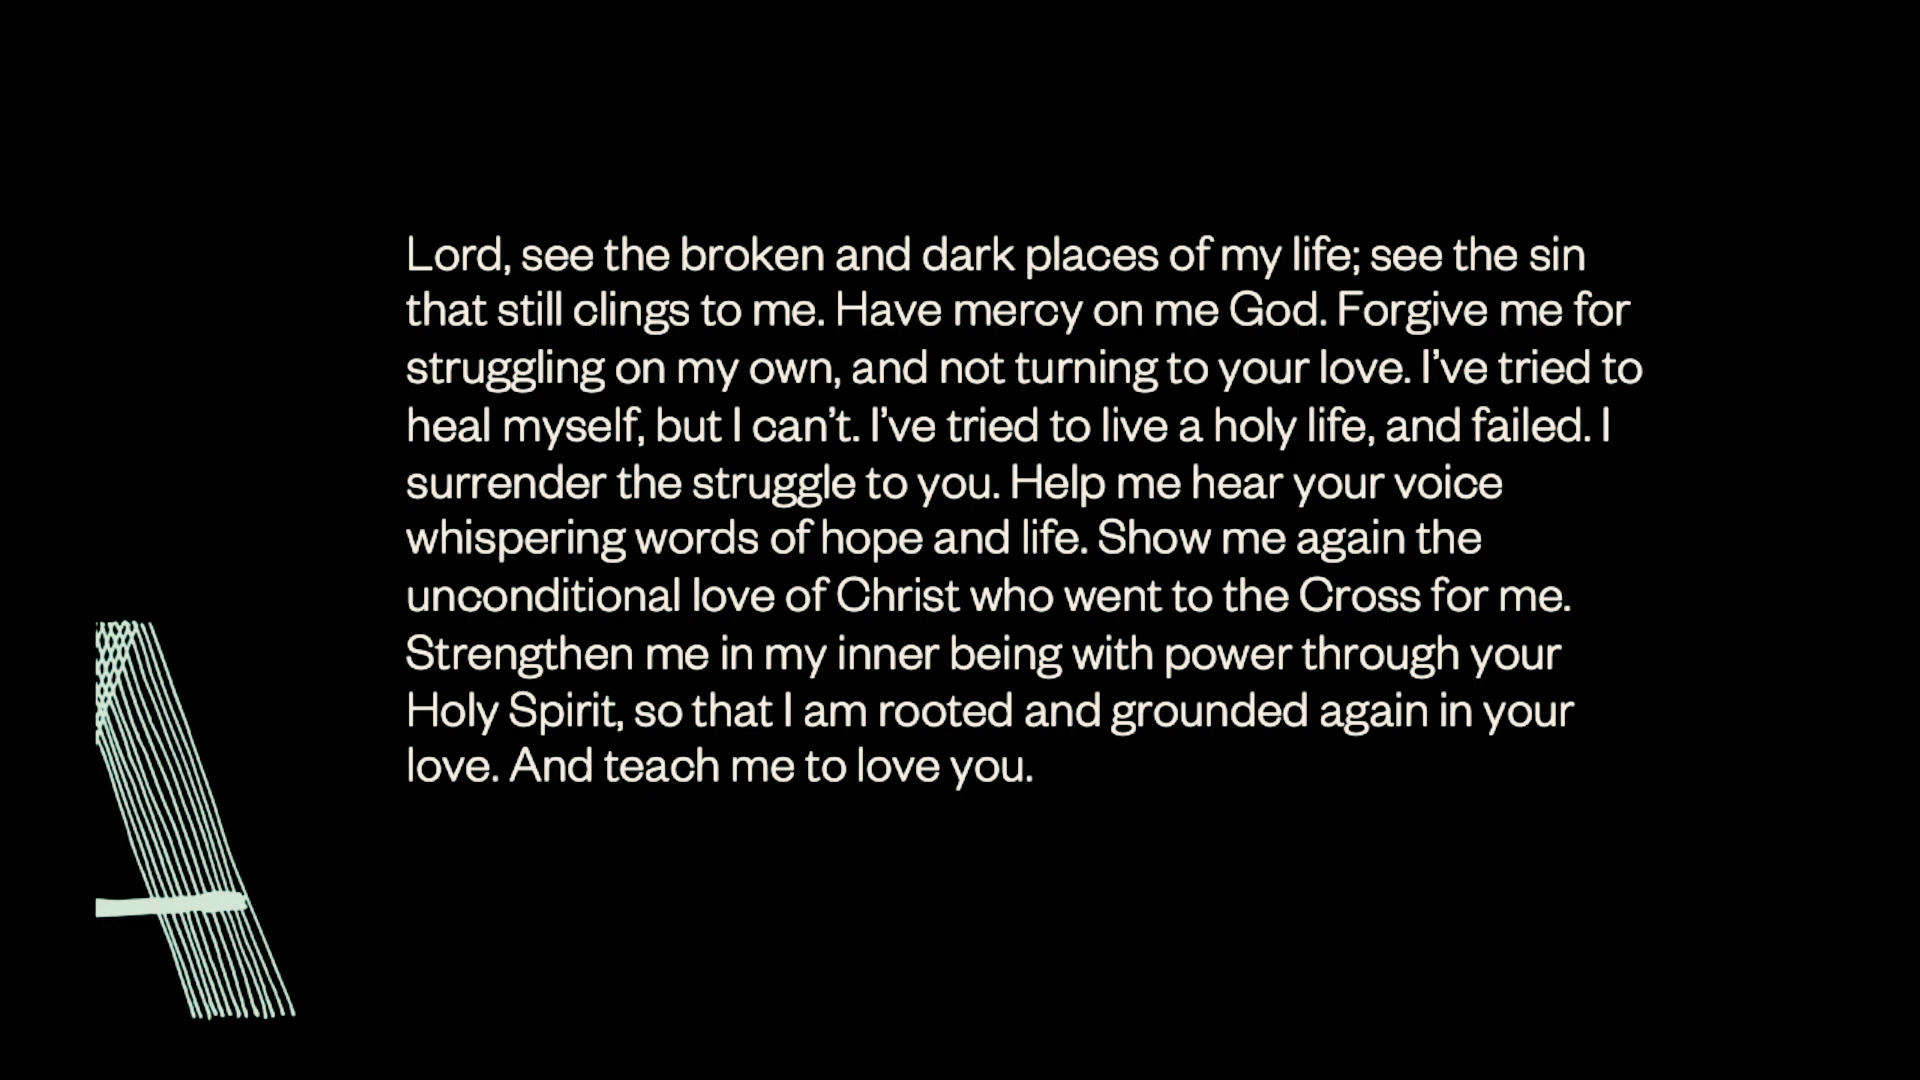 Lord, see the broken and dark places of my life; see the sin
that still clings to me. Have mercy on me God. Forgive me for
struggling on my own, and not turning to your love. I’ve tried to
heal myself, but I can’t. I’ve tried to live a holy life, and failed. I
surrender the struggle to you. Help me hear your voice
whispering words of hope and life. Show me again the
unconditional love of Christ who went to the Cross for me.
Strengthen me in my inner being with power through your
Holy Spirit, so that I am rooted and grounded again in your
love. And teach me to love you.